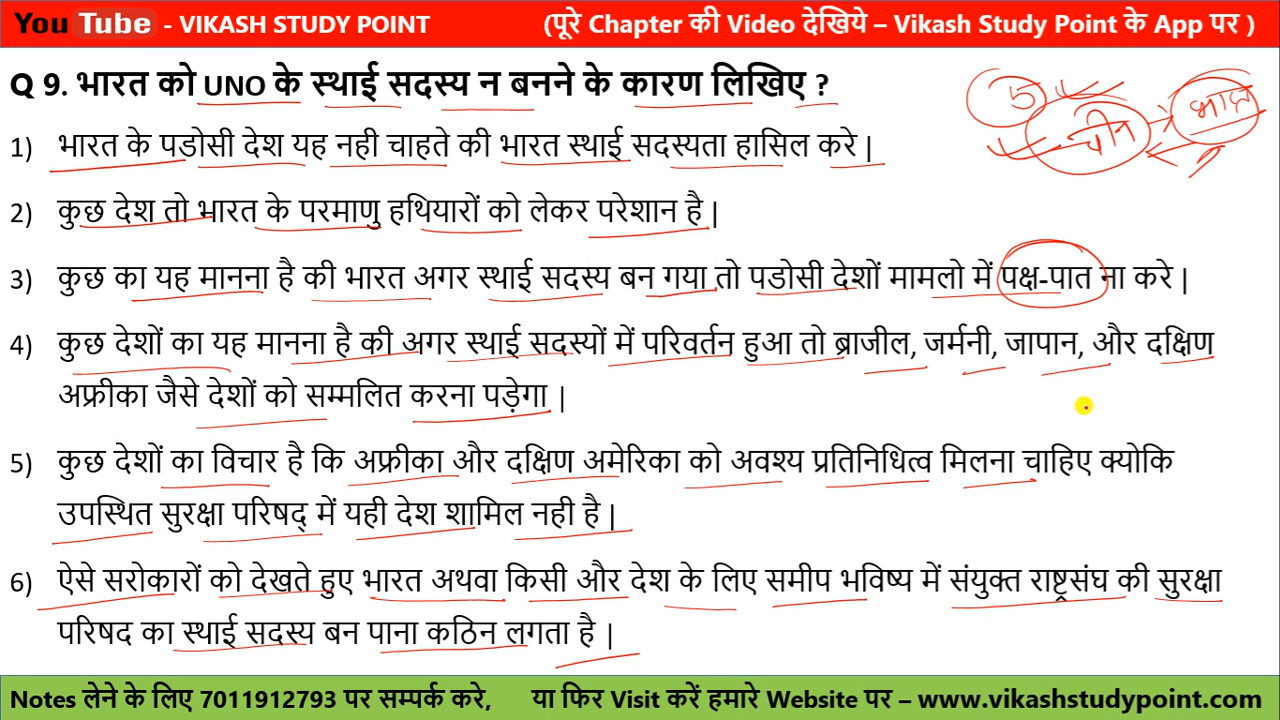 You Tube - VIKASH STUDY POINT (पूरे Chapter की Video देखिये – Vikash Study Point के App पर )
Q 9. भारत को UNO के स्थाई सदस्य न बनने के कारण लिखिए ?
5
चीन
भारत
1) भारत के पडोसी देश यह नही चाहते की भारत स्थाई सदस्यता हासिल करे |
2) कुछ देश तो भारत के परमाणु हथियारों को लेकर परेशान है |
3) कुछ का यह मानना है की भारत अगर स्थाई सदस्य बन गया तो पडोसी देशों मामलो में पक्ष-पात ना करे |
4) कुछ देशों का यह मानना है की अगर स्थाई सदस्यों में परिवर्तन हुआ तो ब्राजील, जर्मनी, जापान, और दक्षिण
अफ्रीका जैसे देशों को सम्मलित करना पड़ेगा |
5) कुछ देशों का विचार है कि अफ्रीका और दक्षिण अमेरिका को अवश्य प्रतिनिधित्व मिलना चाहिए क्योकि
उपस्थित सुरक्षा परिषद् में यही देश शामिल नही है |
6) ऐसे सरोकारों को देखते हुए भारत अथवा किसी और देश के लिए समीप भविष्य में संयुक्त राष्ट्रसंघ की सुरक्षा
परिषद का स्थाई सदस्य बन पाना कठिन लगता है |
Notes लेने के लिए 7011912793 पर सम्पर्क करे, या फिर Visit करें हमारे Website पर – www.vikashstudypoint.com